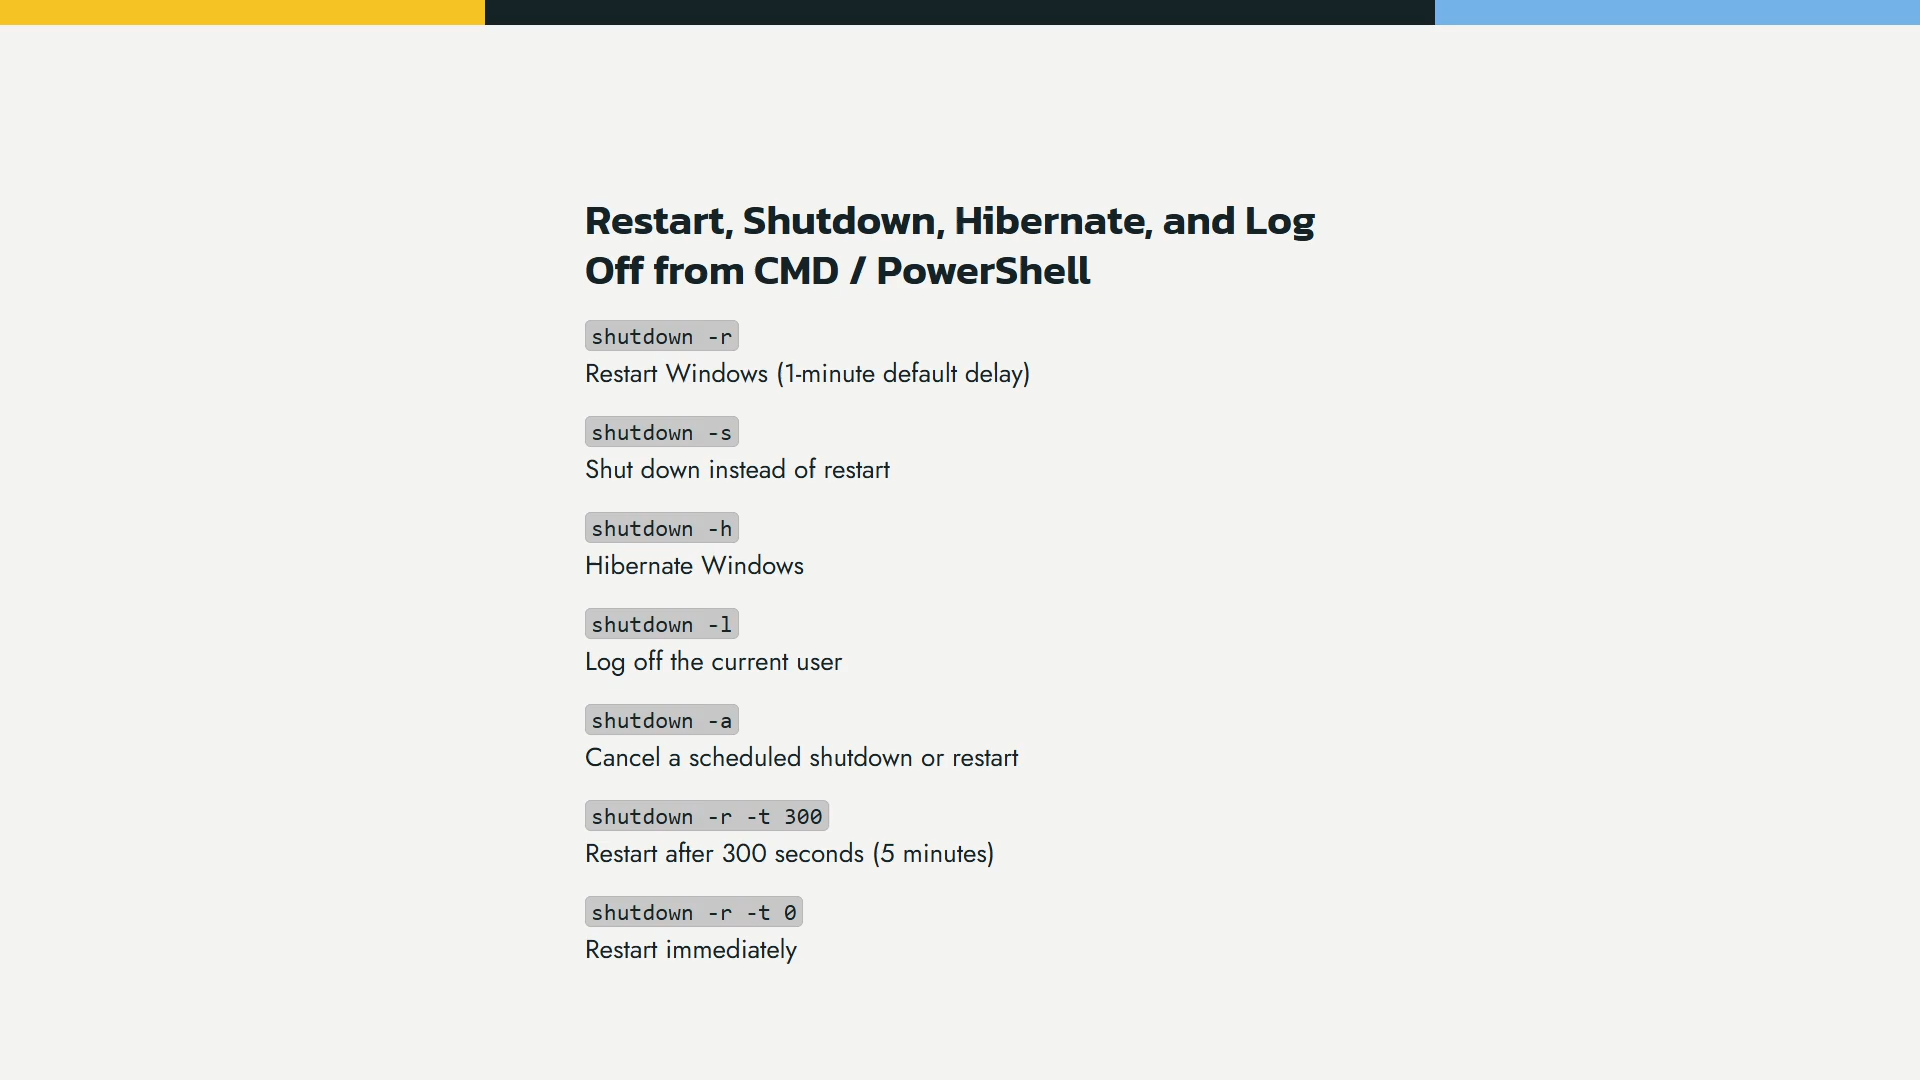 Restart, Shutdown, Hibernate, and Log
Off from CMD / PowerShell
shutdown -r
Restart Windows (1-minute default delay)
shutdown -s
Shut down instead of restart
shutdown -h
Hibernate Windows
shutdown -l
Log off the current user
shutdown -a
Cancel a scheduled shutdown or restart
shutdown -r -t 300
Restart after 300 seconds (5 minutes)
shutdown -r -t 0
Restart immediately